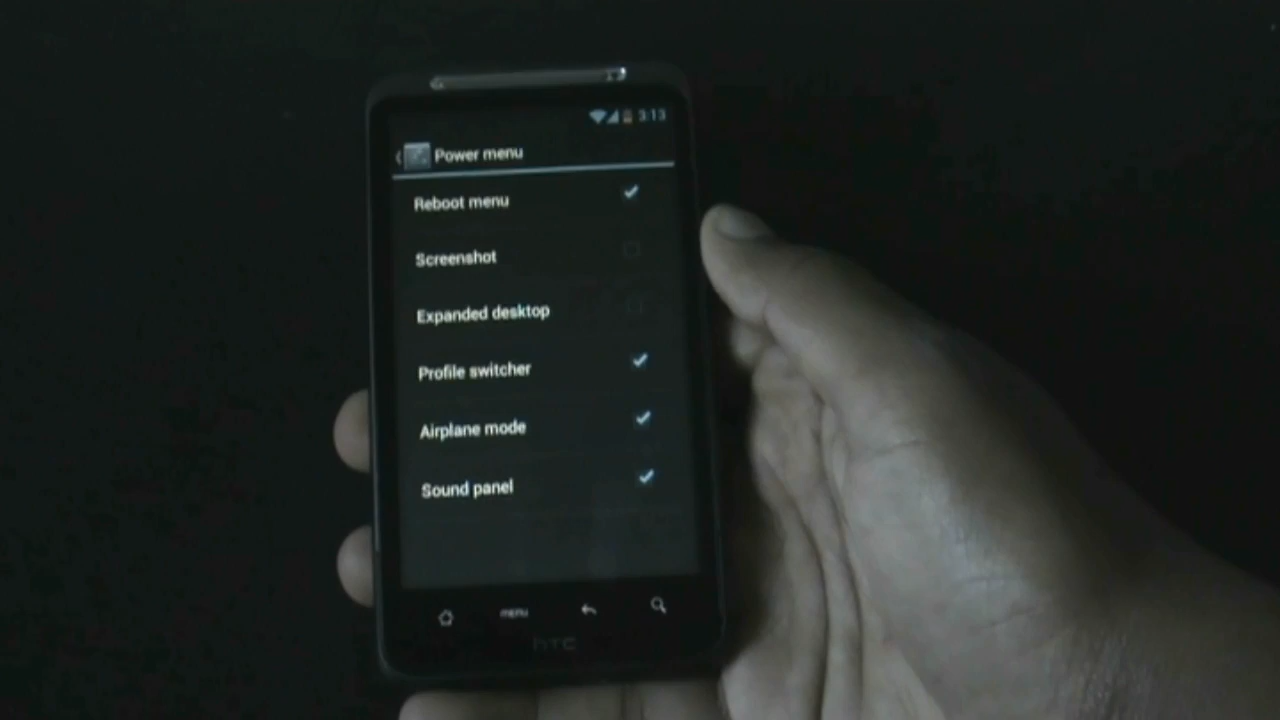 3:13
Power menu
Reboot menu
Screenshot
Expanded desktop
Profile switcher
Airplane mode
Sound panel
MENU
hTC